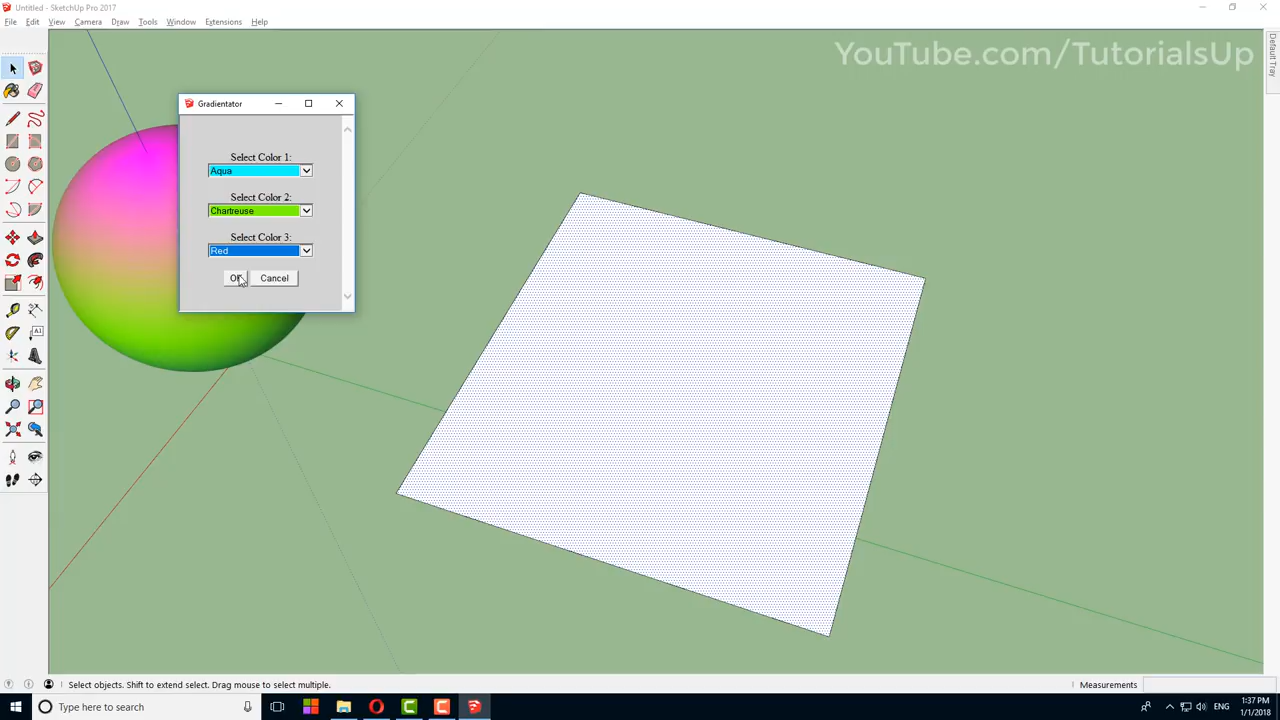 Untitled - SketchUp Pro 2017
File Edit View Camera Draw Tools Window Extensions Help
YouTube.com/TutorialsUp
Default Tray
Gradientator
Select Color 1:
Aqua
Select Color 2:
Chartreuse
Select Color 3:
Red
OK Cancel
A1
Select objects. Shift to extend select. Drag mouse to select multiple.
Measurements
Type here to search
ENG
1:37 PM
1/1/2018